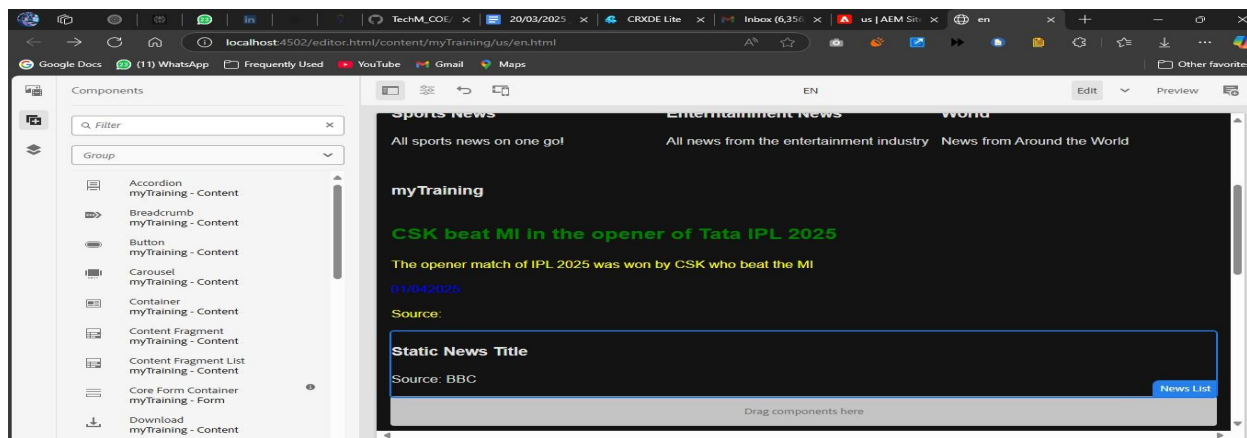 TechM_COE/
20/03/2025
CRXDE Lite
Inbox (6,356
us | AEM Sit
en
localhost:4502/editor.html/content/myTraining/us/en.html
Google Docs
(11) WhatsApp
Frequently Used
YouTube
Gmail
Maps
Other favorite
Components
EN
Edit
Preview
Filter
Group
Accordion
myTraining - Content
Breadcrumb
myTraining - Content
Button
myTraining - Content
Carousel
myTraining - Content
Container
myTraining - Content
Content Fragment
myTraining - Content
Content Fragment List
myTraining - Content
Core Form Container
myTraining - Form
Download
myTraining - Content
Sports News
Entertainment News
World
All sports news on one go!
All news from the entertainment industry
News from Around the World
myTraining
CSK beat MI in the opener of Tata IPL 2025
The opener match of IPL 2025 was won by CSK who beat the MI
01/042025
Source:
Static News Title
Source: BBC
News List
Drag components here